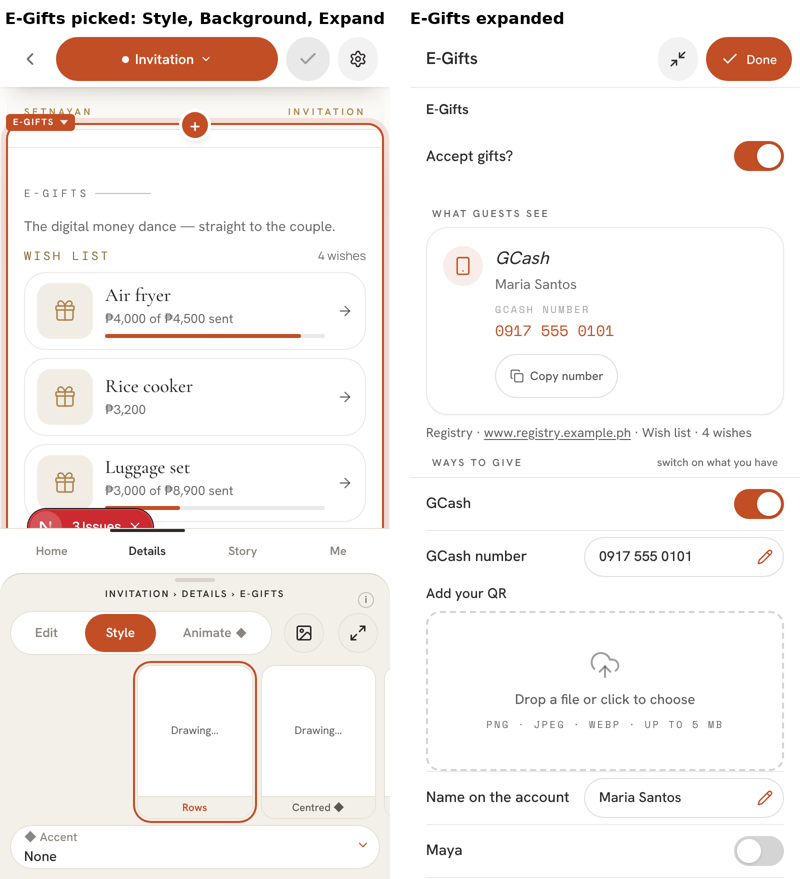 E-Gifts picked: Style, Background, Expand
Invitation
SETNAYAN
INVITATION
E-GIFTS
E-GIFTS
The digital money dance — straight to the couple.
WISH LIST
4 wishes
Air fryer
₱4,000 of ₱4,500 sent
Rice cooker
₱3,200
Luggage set
₱3,000 of ₱8,900 sent
3 Issues
Home
Details
Story
Me
INVITATION › DETAILS › E-GIFTS
Edit
Style
Animate
Drawing...
Drawing...
Rows
Centred
Accent
None
E-Gifts expanded
E-Gifts
Done
E-Gifts
Accept gifts?
WHAT GUESTS SEE
GCash
Maria Santos
GCASH NUMBER
0917 555 0101
Copy number
Registry · www.registry.example.ph · Wish list · 4 wishes
WAYS TO GIVE
switch on what you have
GCash
GCash number
0917 555 0101
Add your QR
Drop a file or click to choose
PNG · JPEG · WEBP · UP TO 5 MB
Name on the account
Maria Santos
Maya